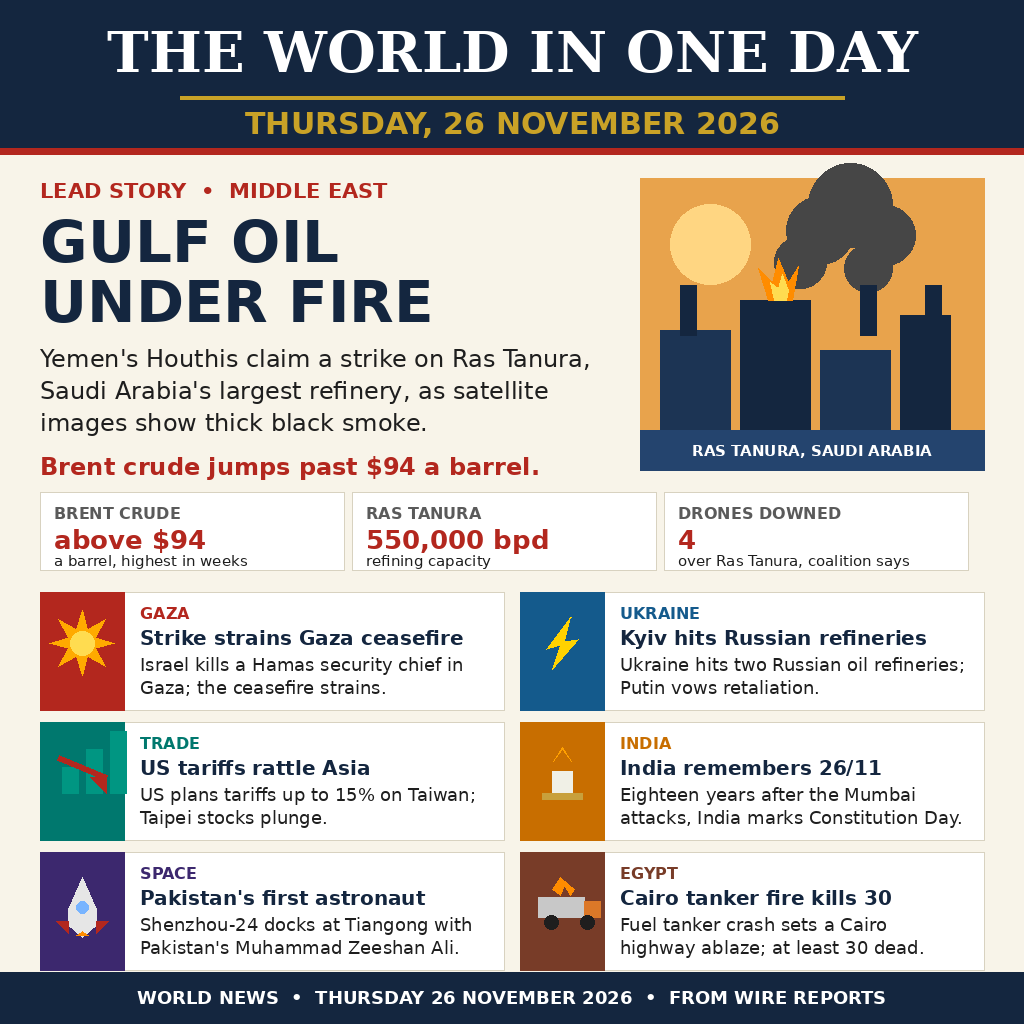 THE WORLD IN ONE DAY
THURSDAY, 26 NOVEMBER 2026
LEAD STORY • MIDDLE EAST
GULF OIL
UNDER FIRE
Yemen's Houthis claim a strike on Ras Tanura,
Saudi Arabia's largest refinery, as satellite
images show thick black smoke.
Brent crude jumps past $94 a barrel.
RAS TANURA, SAUDI ARABIA
BRENT CRUDE
above $94
a barrel, highest in weeks
RAS TANURA
550,000 bpd
refining capacity
DRONES DOWNED
4
over Ras Tanura, coalition says
GAZA
Strike strains Gaza ceasefire
Israel kills a Hamas security chief in
Gaza; the ceasefire strains.
UKRAINE
Kyiv hits Russian refineries
Ukraine hits two Russian oil refineries;
Putin vows retaliation.
TRADE
US tariffs rattle Asia
US plans tariffs up to 15% on Taiwan;
Taipei stocks plunge.
INDIA
India remembers 26/11
Eighteen years after the Mumbai
attacks, India marks Constitution Day.
SPACE
Pakistan's first astronaut
Shenzhou-24 docks at Tiangong with
Pakistan's Muhammad Zeeshan Ali.
EGYPT
Cairo tanker fire kills 30
Fuel tanker crash sets a Cairo
highway ablaze; at least 30 dead.
WORLD NEWS • THURSDAY 26 NOVEMBER 2026 • FROM WIRE REPORTS